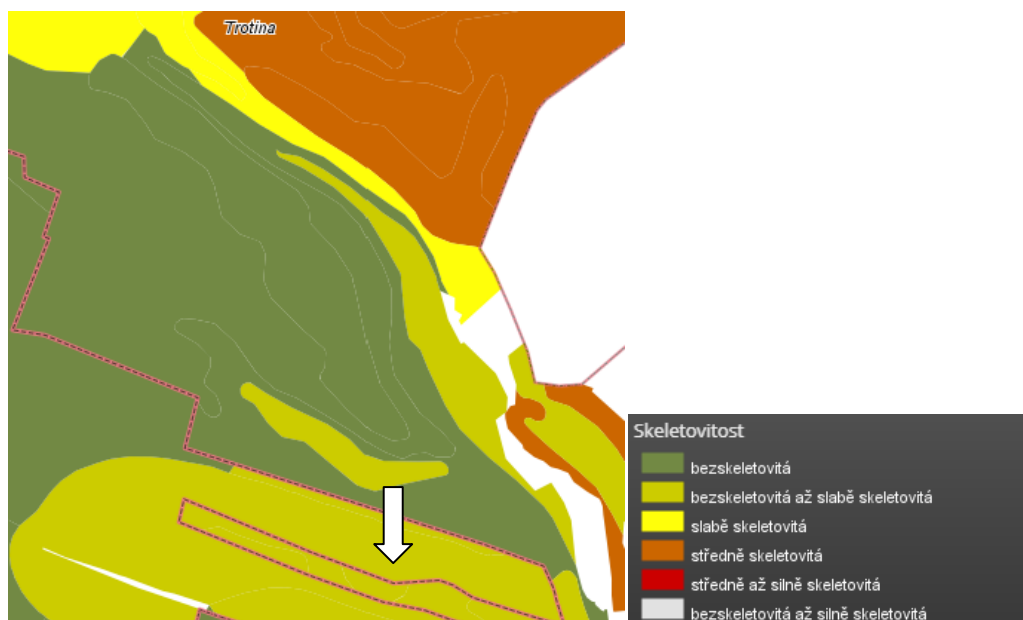 Trotina
Skeletovitost
bezskeletovitá
bezskeletovitá až slabě skeletovitá
slabě skeletovitá
středně skeletovitá
středně až silně skeletovitá
bezskeletovitá až silně skeletovitá